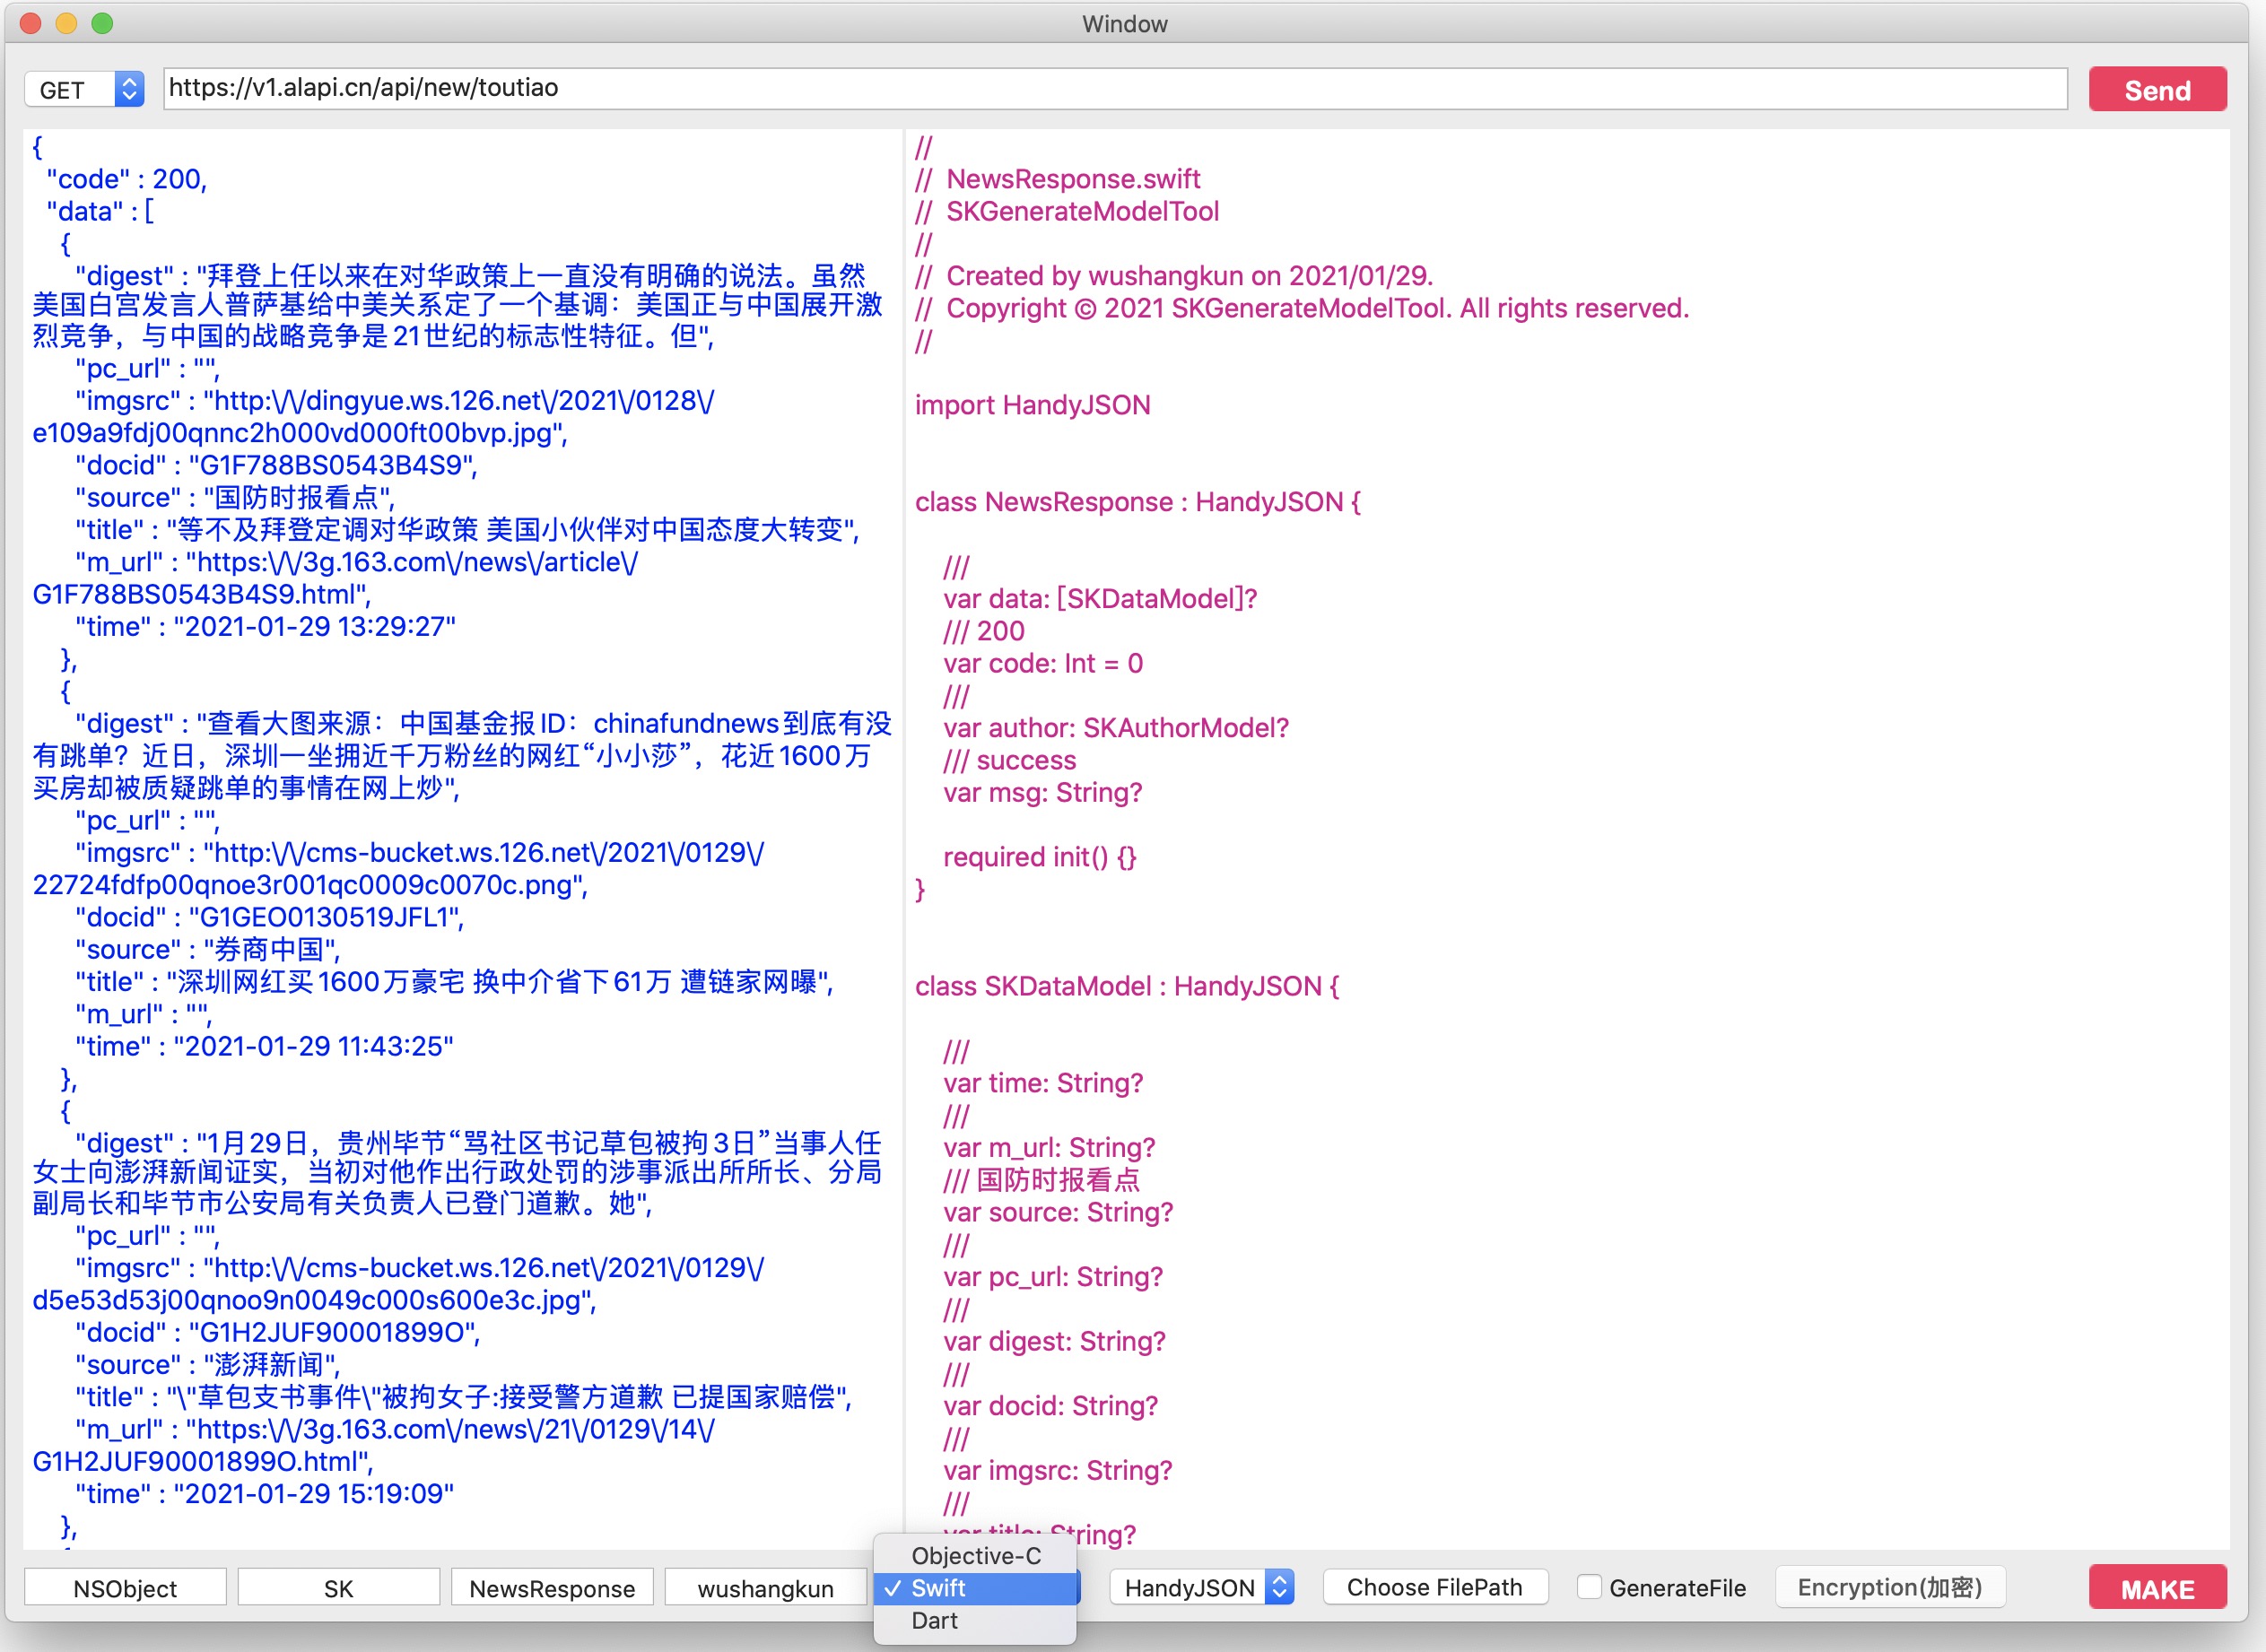 Window
GET
https://v1.alapi.cn/api/new/toutiao
Send
{
"code" : 200,
"data" : [
{
"digest" : "拜登上任以来在对华政策上一直没有明确的说法。虽然
美国白宫发言人普萨基给中美关系定了一个基调：美国正与中国展开激
烈竞争，与中国的战略竞争是21世纪的标志性特征。但",
"pc_url" : "",
"imgsrc" : "http:\/\/dingyue.ws.126.net\/2021\/0128\/
e109a9fdj00qnnc2h000vd000ft00bvp.jpg",
"docid" : "G1F788BS0543B4S9",
"source" : "国防时报看点",
"title" : "等不及拜登定调对华政策 美国小伙伴对中国态度大转变",
"m_url" : "https:\/\/3g.163.com\/news\/article\/
G1F788BS0543B4S9.html",
"time" : "2021-01-29 13:29:27"
},
{
"digest" : "查看大图来源：中国基金报ID：chinafundnews到底有没
有跳单？近日，深圳一坐拥近千万粉丝的网红“小小莎”，花近1600万
买房却被质疑跳单的事情在网上炒",
"pc_url" : "",
"imgsrc" : "http:\/\/cms-bucket.ws.126.net\/2021\/0129\/
22724fdfp00qnoe3r001qc0009c0070c.png",
"docid" : "G1GEO0130519JFL1",
"source" : "券商中国",
"title" : "深圳网红买1600万豪宅 换中介省下61万 遭链家网曝",
"m_url" : "",
"time" : "2021-01-29 11:43:25"
},
{
"digest" : "1月29日，贵州毕节“骂社区书记草包被拘3日”当事人任
女士向澎湃新闻证实，当初对他作出行政处罚的涉事派出所所长、分局
副局长和毕节市公安局有关负责人已登门道歉。她",
"pc_url" : "",
"imgsrc" : "http:\/\/cms-bucket.ws.126.net\/2021\/0129\/
d5e53d53j00qnoo9n0049c000s600e3c.jpg",
"docid" : "G1H2JUF90001899O",
"source" : "澎湃新闻",
"title" : "\"草包支书事件\"被拘女子:接受警方道歉 已提国家赔偿",
"m_url" : "https:\/\/3g.163.com\/news\/21\/0129\/14\/
G1H2JUF90001899O.html",
"time" : "2021-01-29 15:19:09"
},
//
// NewsResponse.swift
// SKGenerateModelTool
//
// Created by wushangkun on 2021/01/29.
// Copyright © 2021 SKGenerateModelTool. All rights reserved.
//
import HandyJSON
class NewsResponse : HandyJSON {
///
var data: [SKDataModel]?
/// 200
var code: Int = 0
///
var author: SKAuthorModel?
/// success
var msg: String?
required init() {}
}
class SKDataModel : HandyJSON {
///
var time: String?
///
var m_url: String?
/// 国防时报看点
var source: String?
///
var pc_url: String?
///
var digest: String?
///
var docid: String?
///
var imgsrc: String?
///
var title: String?
NSObject
SK
NewsResponse
wushangkun
Objective-C
✓ Swift
Dart
HandyJSON
Choose FilePath
GenerateFile
Encryption(加密)
MAKE